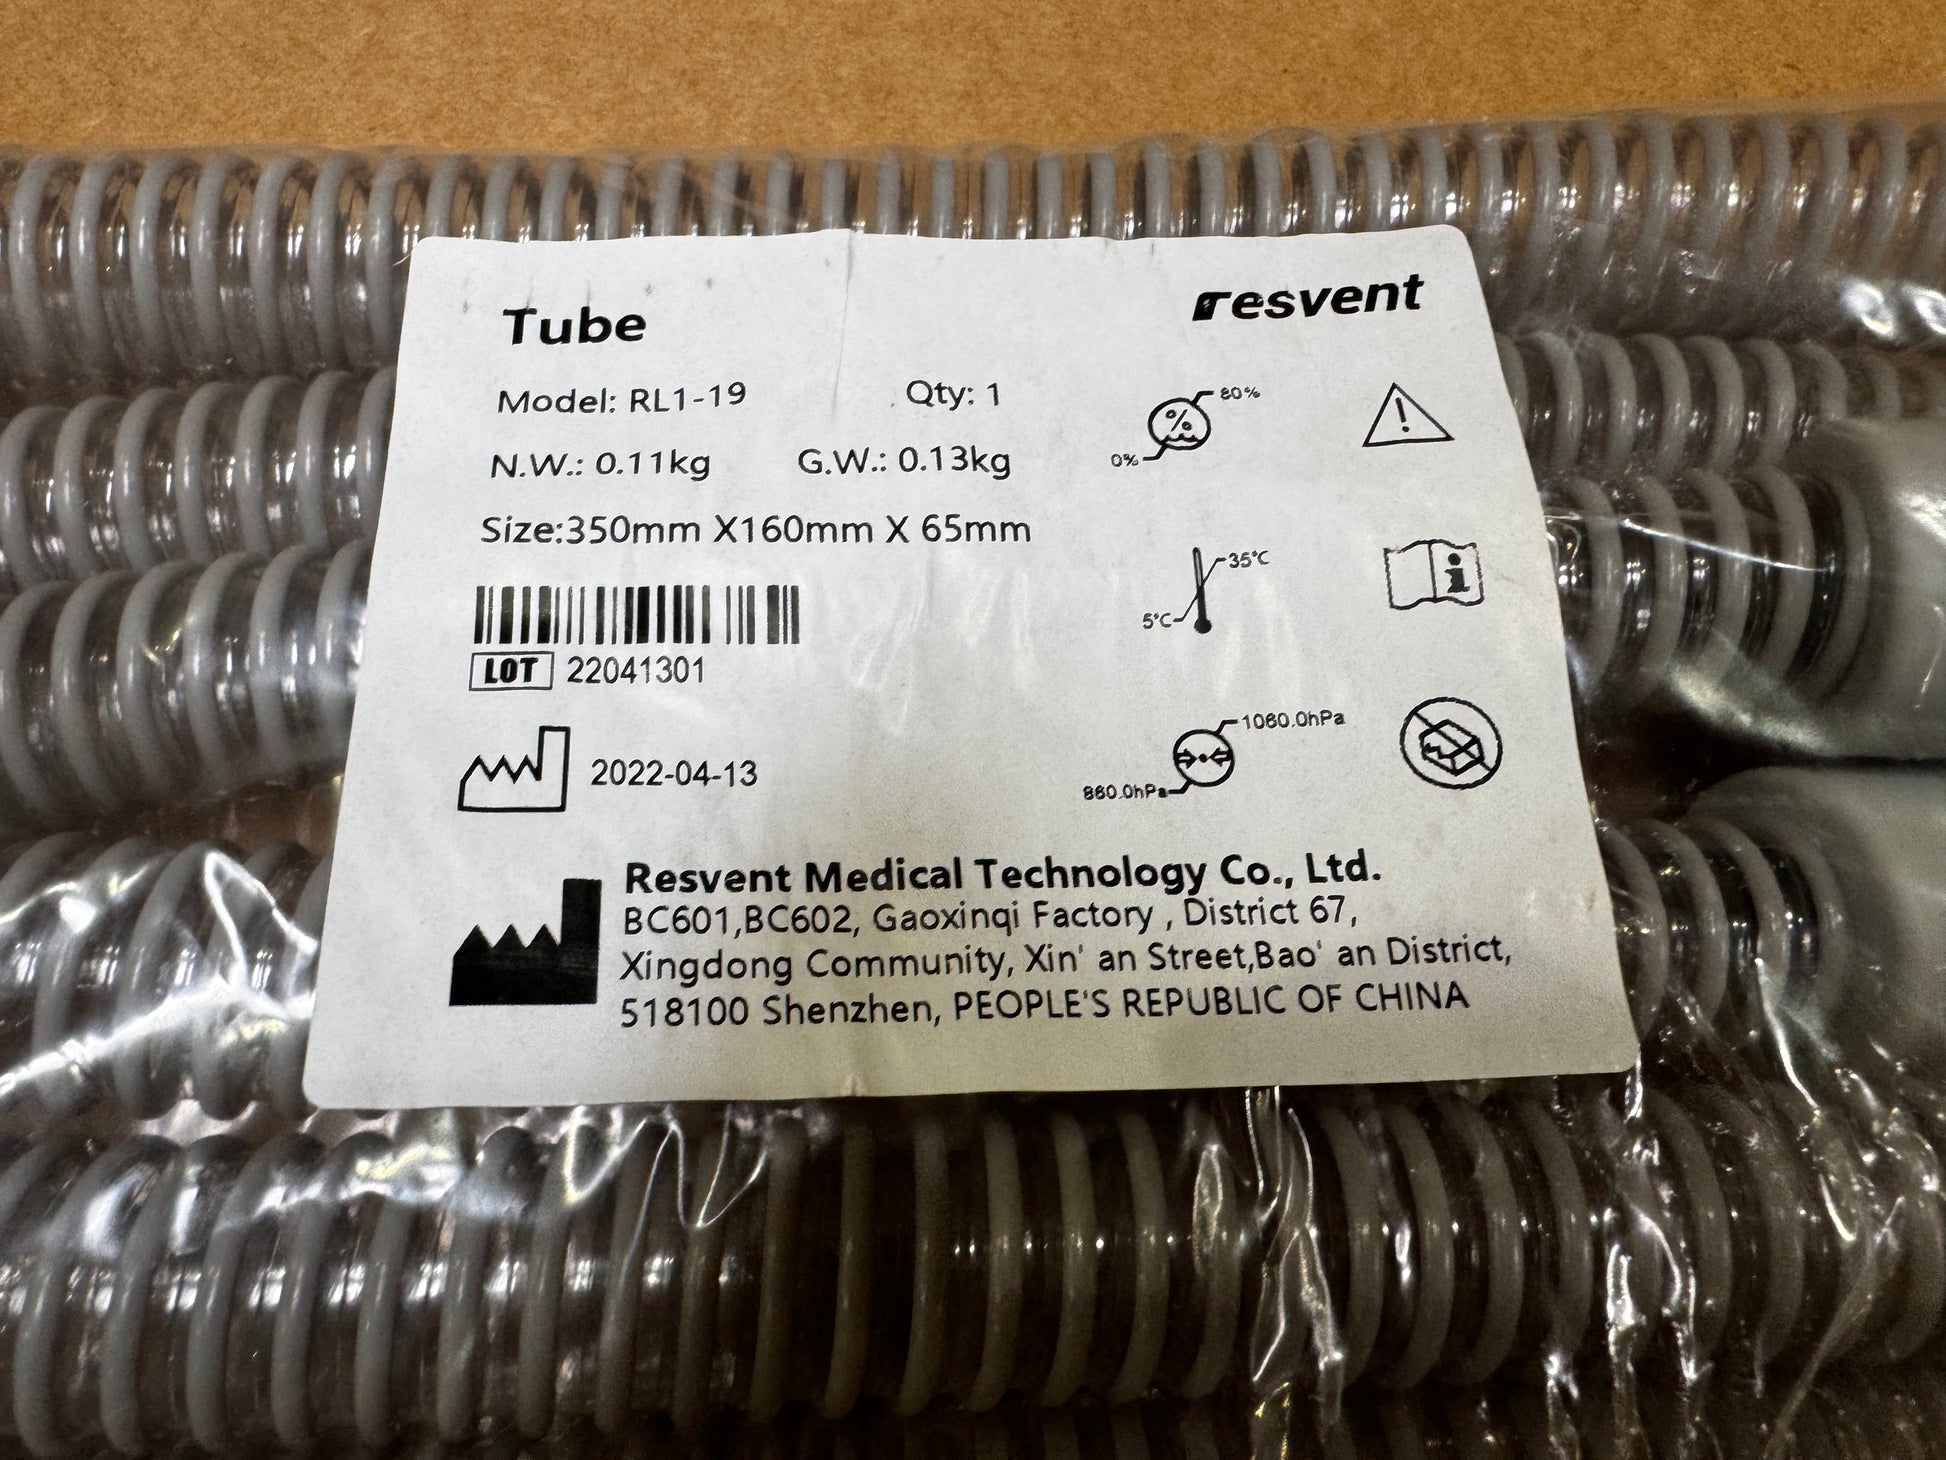 Tube
resvent
Model: RL1-19 Qty: 1
N.W.: 0.11kg G.W.: 0.13kg
Size:350mm X160mm X 65mm
80%
%
0%
35℃
5℃
LOT 22041301
1060.0hPa
860.0hPa
2022-04-13
Resvent Medical Technology Co., Ltd.
BC601,BC602, Gaoxinqi Factory , District 67,
Xingdong Community, Xin' an Street,Bao' an District,
518100 Shenzhen, PEOPLE'S REPUBLIC OF CHINA